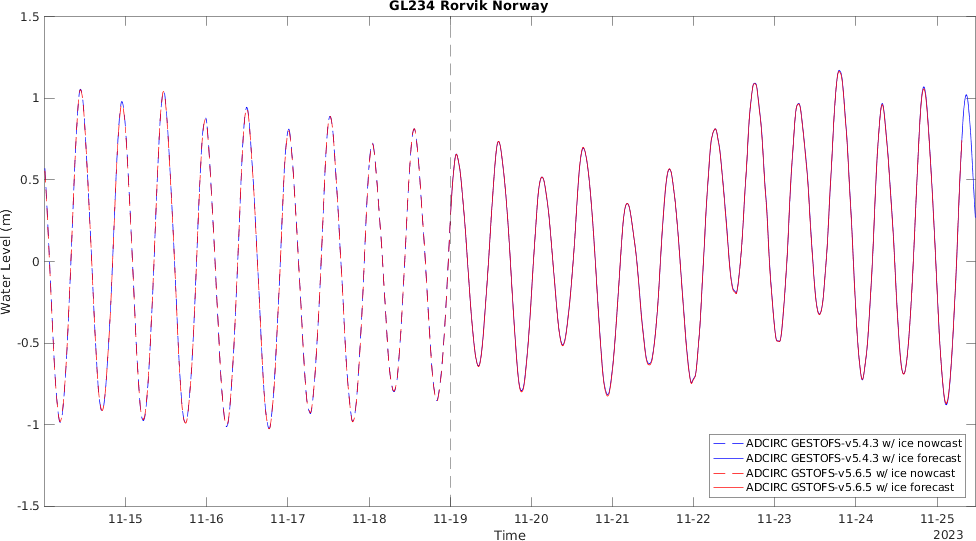 GL234 Rorvik Norway
1.5
1
0.5
0
-0.5
-1
-1.5
Water Level (m)
ADCIRC GESTOFS-v5.4.3 w/ ice nowcast
ADCIRC GESTOFS-v5.4.3 w/ ice forecast
ADCIRC GSTOFS-v5.6.5 w/ ice nowcast
ADCIRC GSTOFS-v5.6.5 w/ ice forecast
11-15 11-16 11-17 11-18 11-19 11-20 11-21 11-22 11-23 11-24 11-25
Time
2023